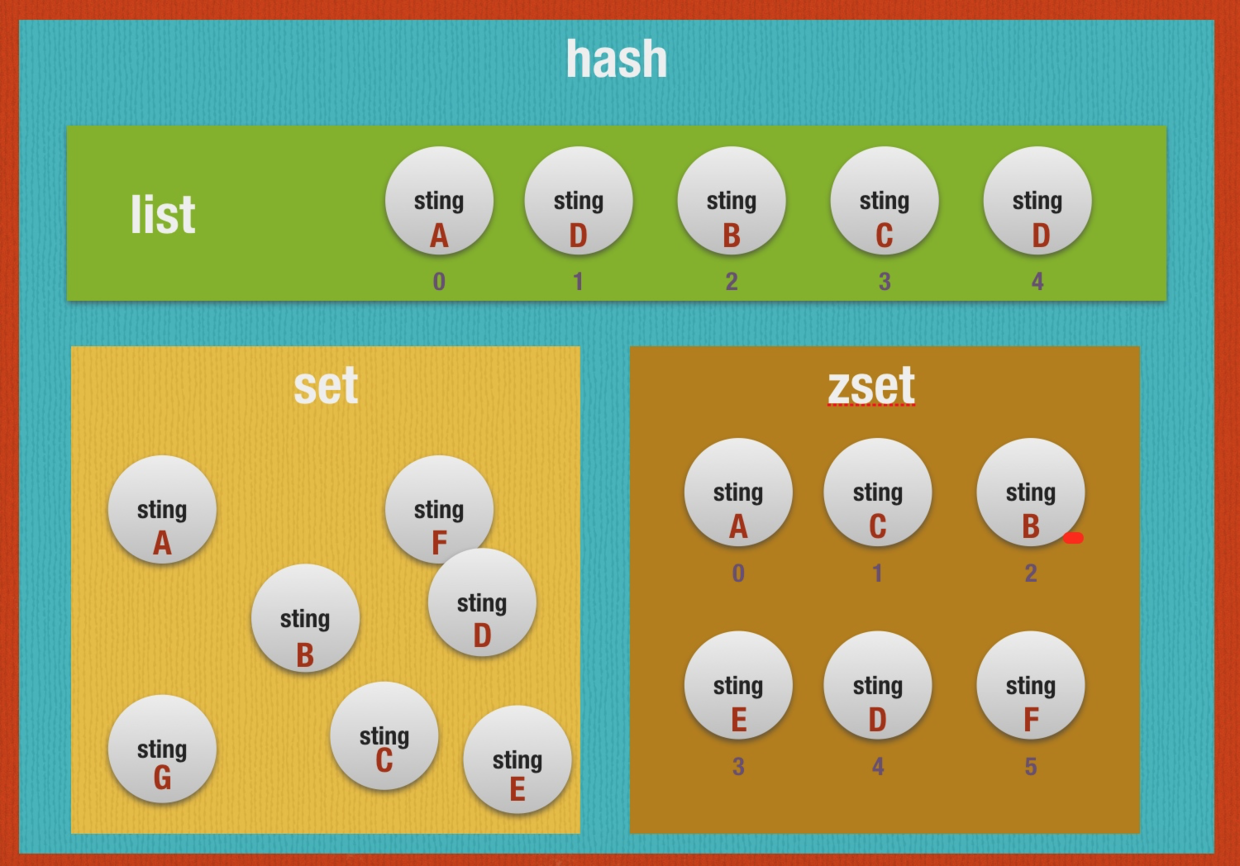 hash
list
sting sting sting sting sting
A D B C D
0 1 2 3 4
set
sting
A
sting
F
sting
B
sting
D
sting
G
sting
C
sting
E
zset
sting sting sting
A C B
0 1 2
sting sting sting
E D F
3 4 5